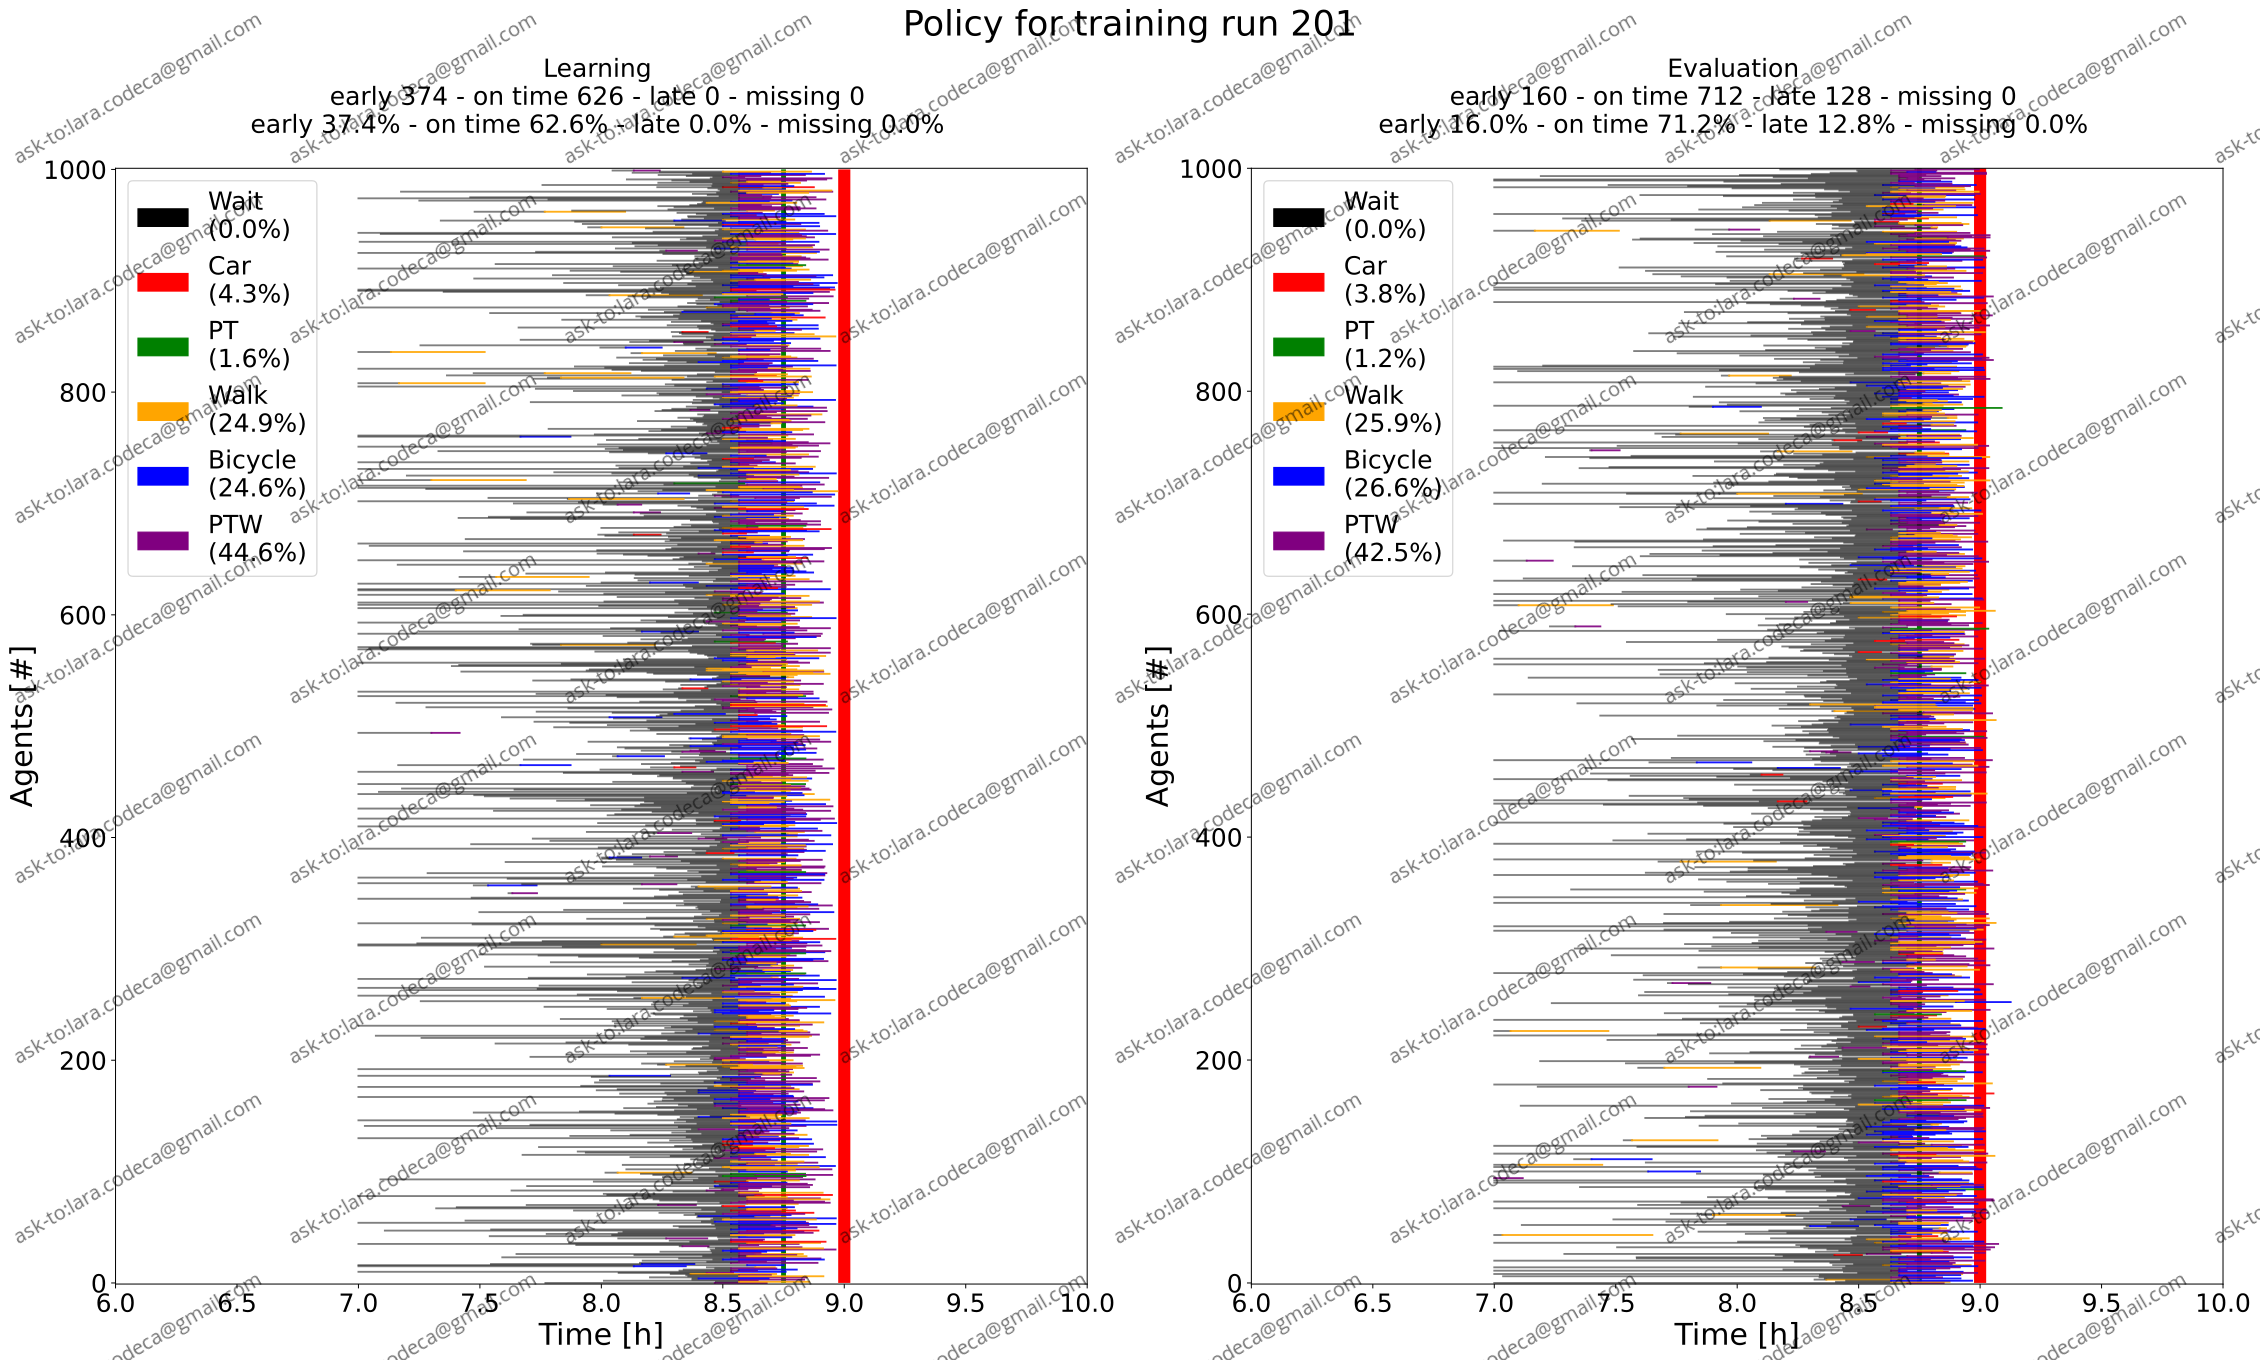 Policy for training run 201
Learning
early 374 - on time 626 - late 0 - missing 0
early 37.4% - on time 62.6% - late 0.0% - missing 0.0%
Wait
(0.0%)
Car
(4.3%)
PT
(1.6%)
Walk
(24.9%)
Bicycle
(24.6%)
PTW
(44.6%)
1000
800
600
400
200
0
Agents [#]
6.0 6.5 7.0 7.5 8.0 8.5 9.0 9.5 10.0
Time [h]
Evaluation
early 160 - on time 712 - late 128 - missing 0
early 16.0% - on time 71.2% - late 12.8% - missing 0.0%
Wait
(0.0%)
Car
(3.8%)
PT
(1.2%)
Walk
(25.9%)
Bicycle
(26.6%)
PTW
(42.5%)
1000
800
600
400
200
0
Agents [#]
6.0 6.5 7.0 7.5 8.0 8.5 9.0 9.5 10.0
Time [h]
ask-to:lara.codeca@gmail.com